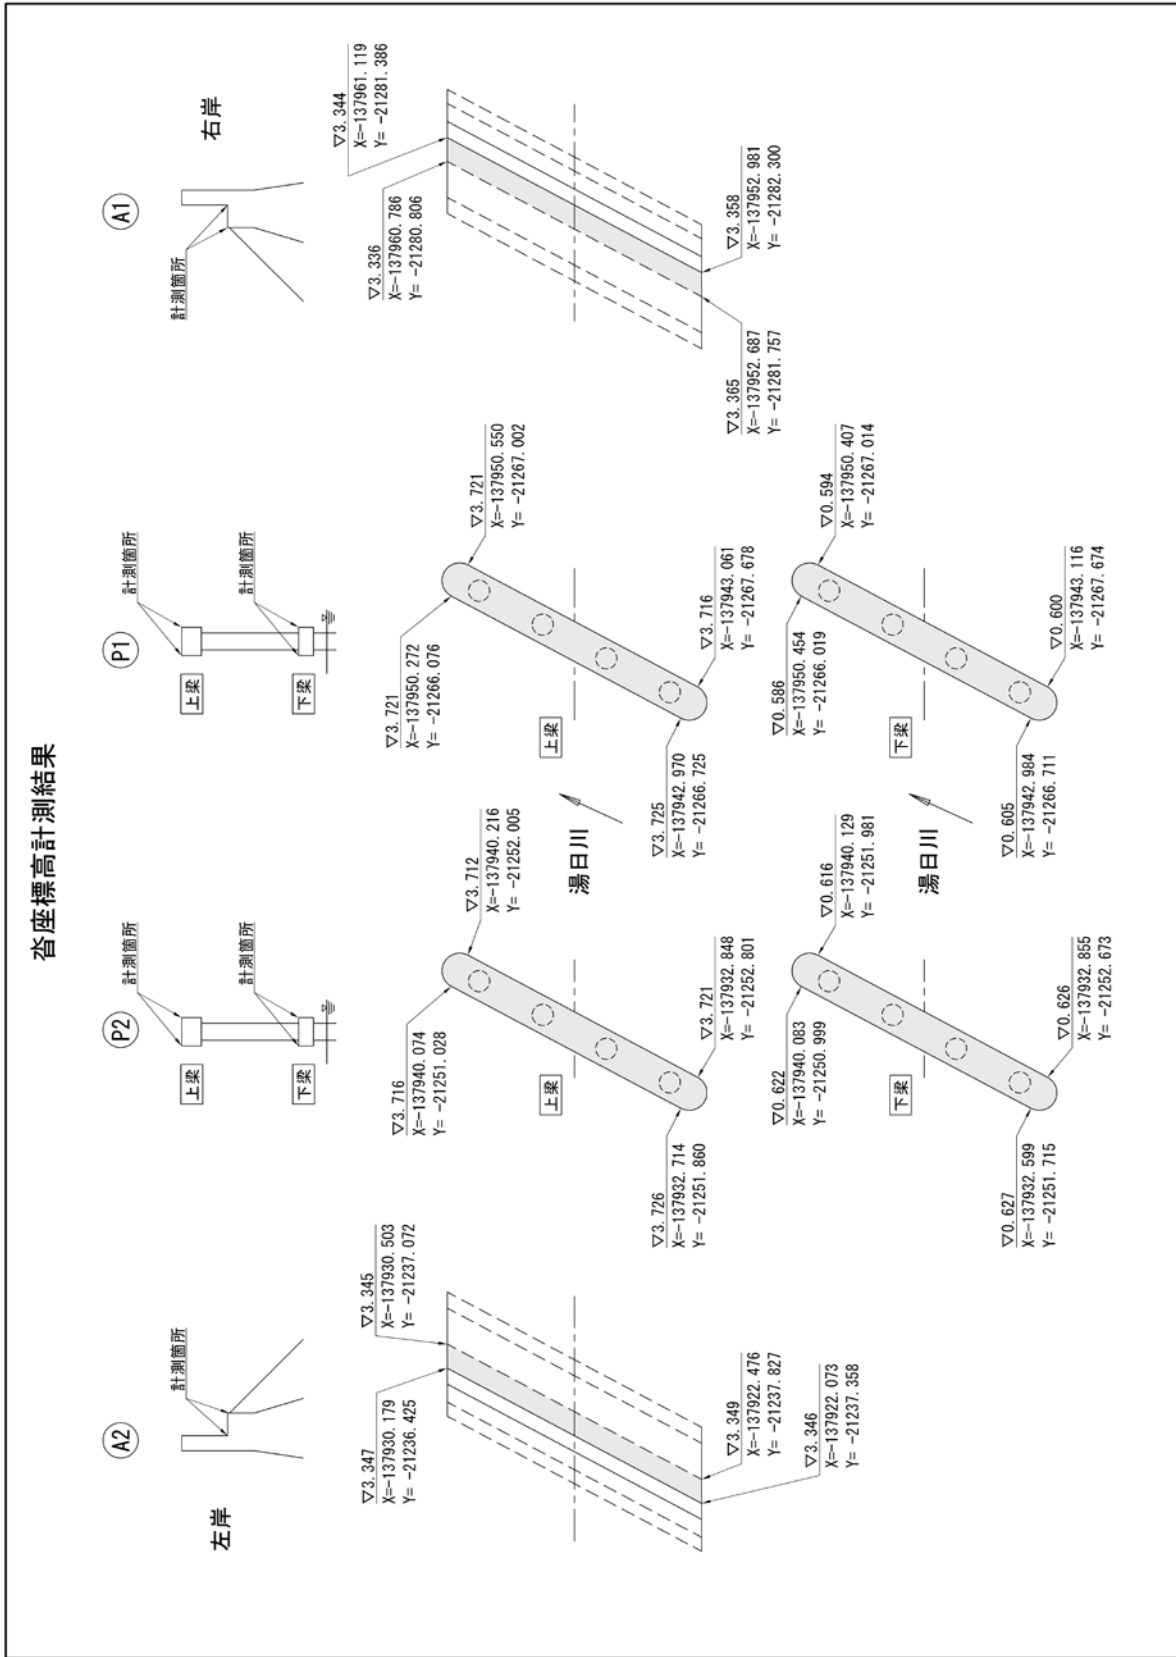 沓座標高計測結果
左岸
A2
計測箇所
P2
計測箇所
上梁
計測箇所
下梁
P1
計測箇所
上梁
計測箇所
下梁
A1
計測箇所
右岸
▽3.347
X=-137930.179
Y= -21236.425
▽3.345
X=-137930.503
Y= -21237.072
▽3.349
X=-137922.476
Y= -21237.827
▽3.346
X=-137922.073
Y= -21237.358
▽3.716
X=-137940.074
Y= -21251.028
▽3.712
X=-137940.216
Y= -21252.005
上梁
▽3.726
X=-137932.714
Y= -21251.860
▽3.721
X=-137932.848
Y= -21252.801
湯日川
▽3.721
X=-137950.272
Y= -21266.076
▽3.721
X=-137950.550
Y= -21267.002
上梁
▽3.725
X=-137942.970
Y= -21266.725
▽3.716
X=-137943.061
Y= -21267.678
▽3.336
X=-137960.786
Y= -21280.806
▽3.344
X=-137961.119
Y= -21281.386
▽3.365
X=-137952.687
Y= -21281.757
▽3.358
X=-137952.981
Y= -21282.300
▽0.622
X=-137940.083
Y= -21250.999
▽0.616
X=-137940.129
Y= -21251.981
下梁
▽0.627
X=-137932.599
Y= -21251.715
▽0.626
X=-137932.855
Y= -21252.673
湯日川
▽0.586
X=-137950.454
Y= -21266.019
▽0.594
X=-137950.407
Y= -21267.014
下梁
▽0.605
X=-137942.984
Y= -21266.711
▽0.600
X=-137943.116
Y= -21267.674